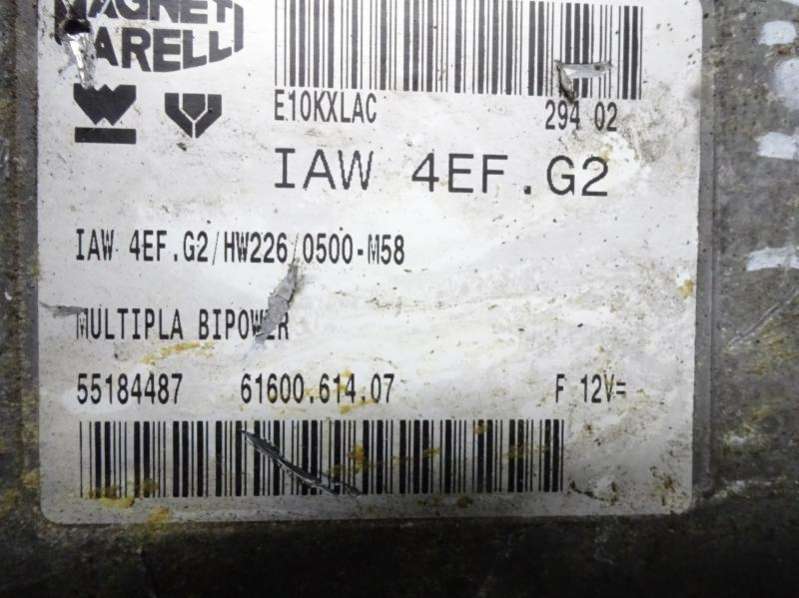 MAGNETI
MARELLI
E10KXLAC 294 02
IAW 4EF.G2
IAW 4EF.G2/HW226/0500-M58
MULTIPLA BIPOWER
55184487 61600.614.07 F 12V=